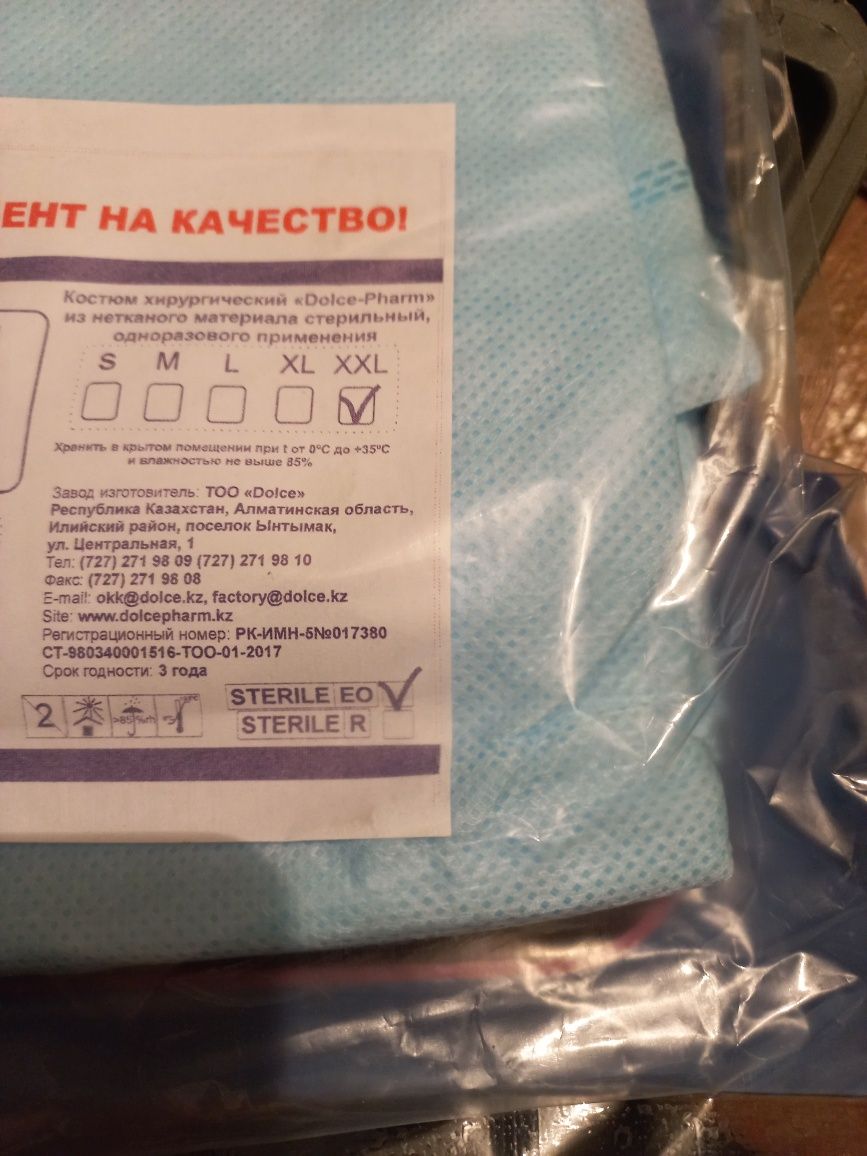 ЕНТ НА КАЧЕСТВО!
Костюм хирургический «Dolce-Pharm»
из нетканого материала стерильный,
одноразового применения
S M L XL XXL
Хранить в крытом помещении при t от 0°С до +35°С
и влажностью не выше 85%
Завод изготовитель: ТОО «Dolce»
Республика Казахстан, Алматинская область,
Илийский район, поселок Ынтымак,
ул. Центральная, 1
Тел: (727) 271 98 09 (727) 271 98 10
Факс: (727) 271 98 08
E-mail: okk@dolce.kz, factory@dolce.kz
Site: www.dolcepharm.kz
Регистрационный номер: РК-ИМН-5№017380
СТ-980340001516-ТОО-01-2017
Срок годности: 3 года
2 >85%rh
STERILE EO
STERILE R